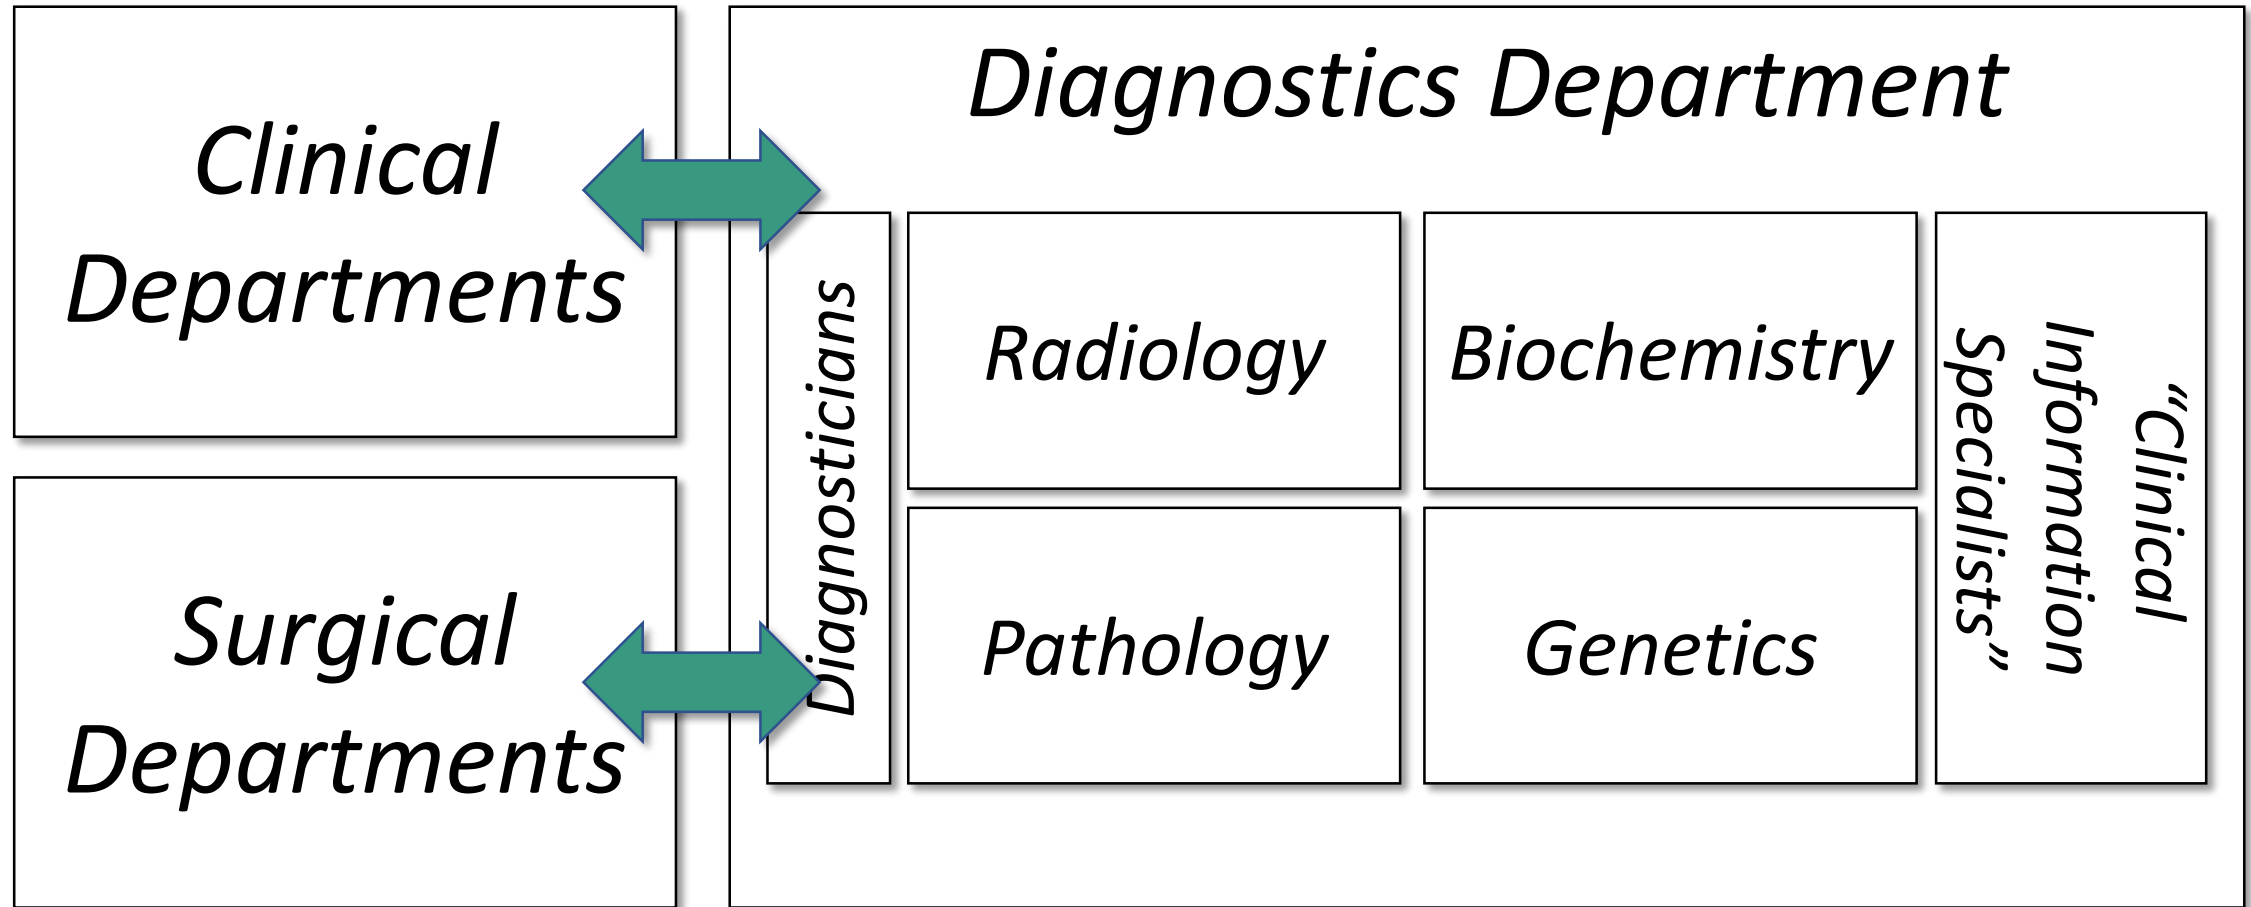 Clinical
Departments
Surgical
Departments
Diagnostics Department
Diagnosticians
Radiology
Biochemistry
Pathology
Genetics
“Clinical
Information
Specialists”